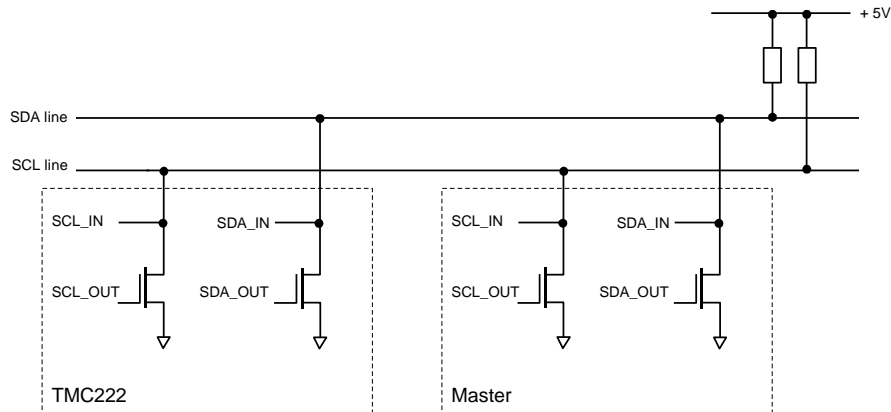 + 5V
SDA line
SCL line
SCL_IN
SDA_IN
SCL_IN
SDA_IN
SCL_OUT
SDA_OUT
SCL_OUT
SDA_OUT
TMC222
Master